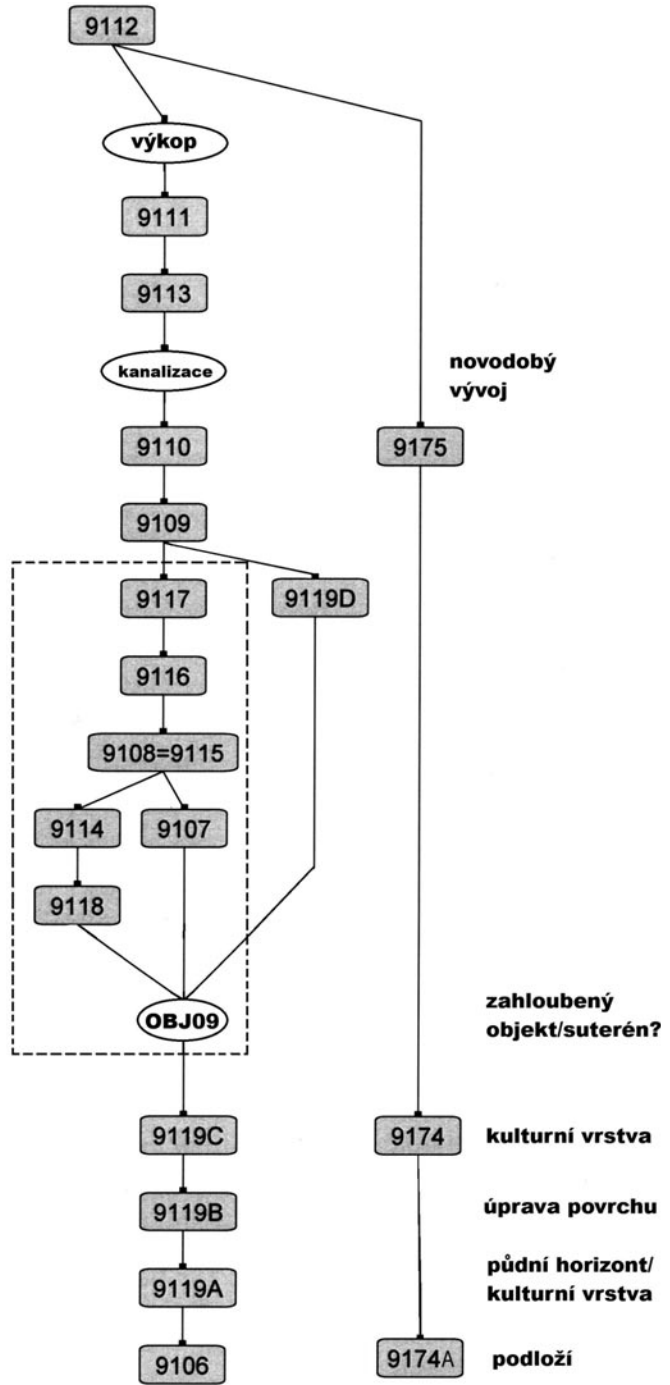 9112
výkop
9111
9113
kanalizace
novodobý
vývoj
9110
9175
9109
9117
9119D
9116
9108=9115
9114
9107
9118
zahloubený
objekt/suterén?
OBJ09
9119C
9174
kulturní vrstva
9119B
úprava povrchu
9119A
půdní horizont/
kulturní vrstva
9106
9174A
podloží